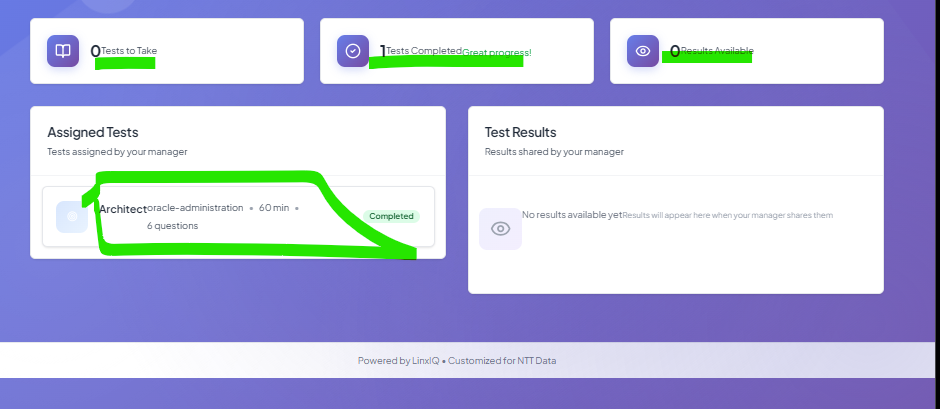 0 Tests to Take
1 Tests Completed Great progress!
0 Results Available
Assigned Tests
Tests assigned by your manager
Architect oracle-administration • 60 min •
6 questions
Completed
Test Results
Results shared by your manager
No results available yet Results will appear here when your manager shares them
Powered by LinxIQ • Customized for NTT Data